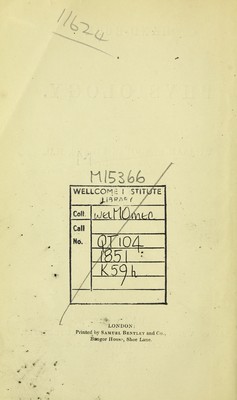 11624
M15366
WELLCOME I STITUTE
LIBRARY
Coll. WelMOmec
Call
No. QT104
1851
K59h
LONDON:
Printed by SAMUEL BENTLEY and Co.,
Bangor House, Shoe Lane.